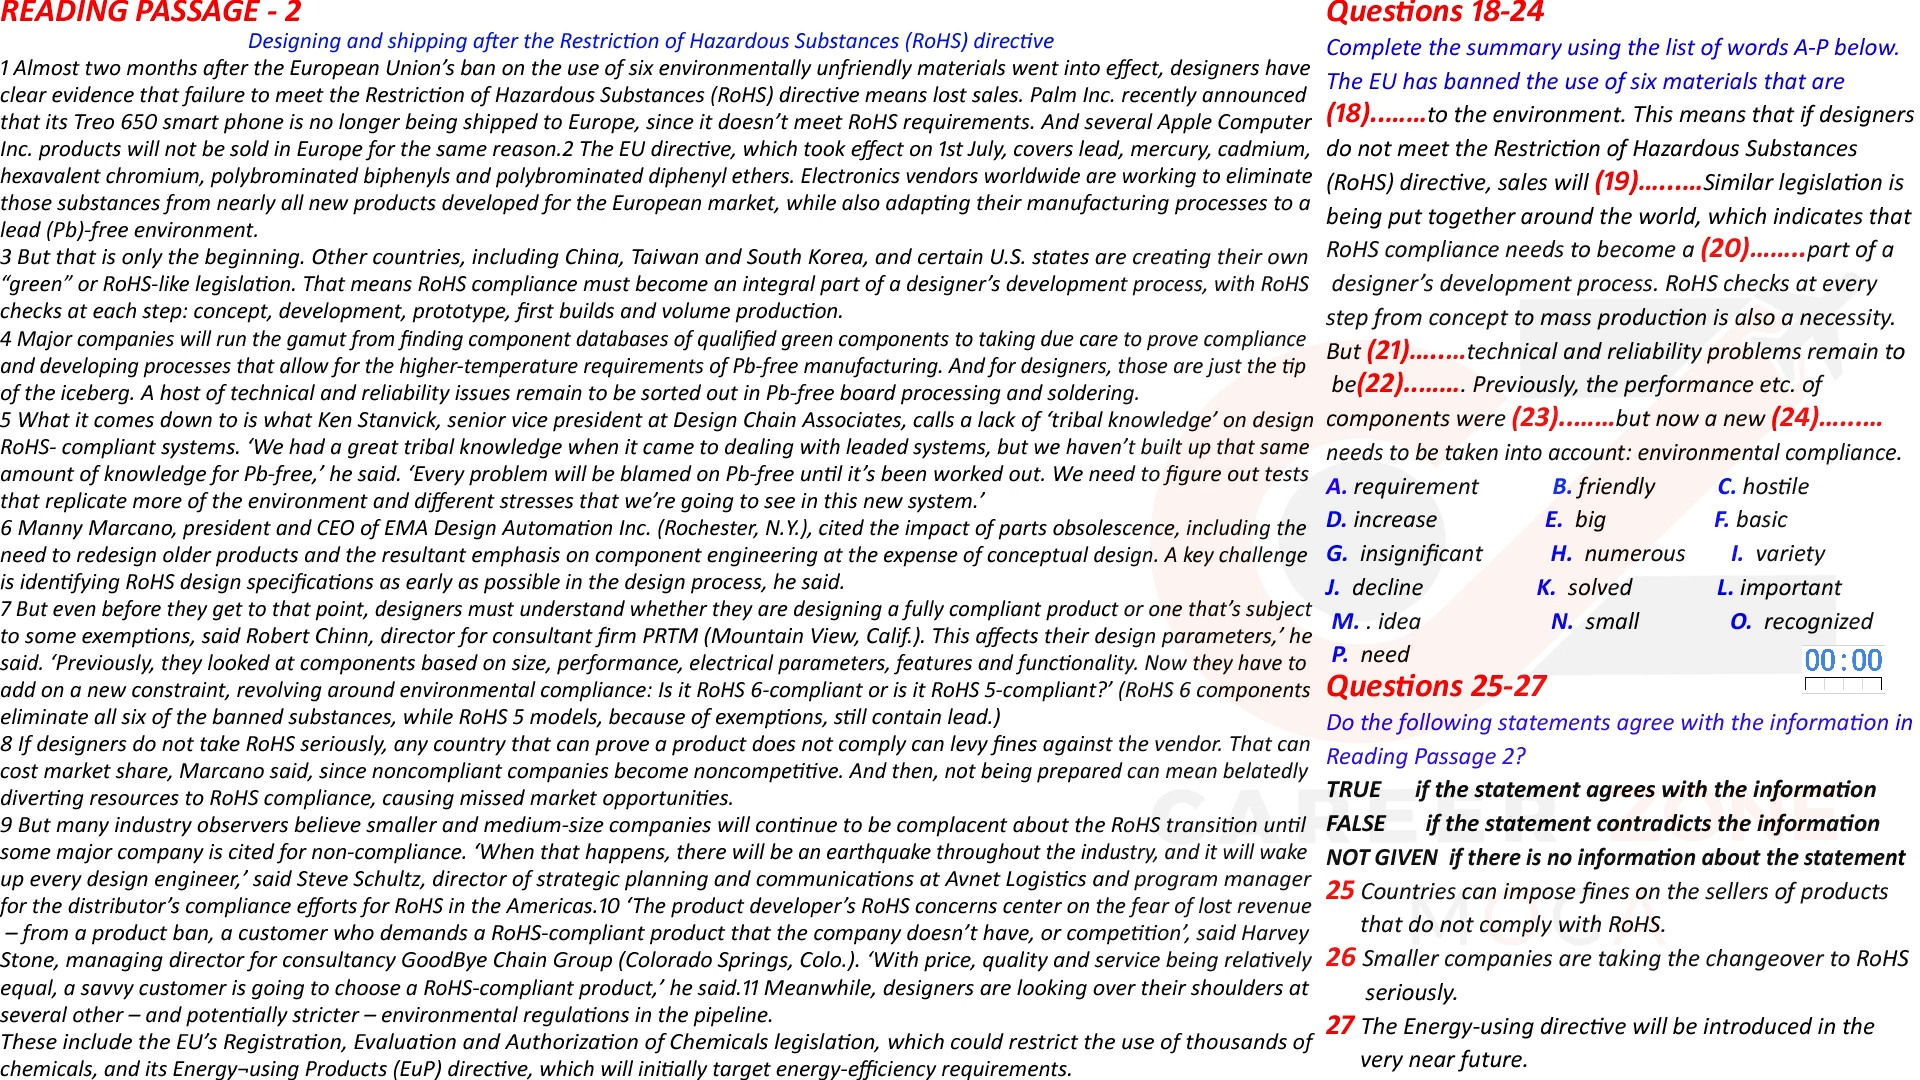 READING PASSAGE - 2
Designing and shipping after the Restriction of Hazardous Substances (RoHS) directive
1 Almost two months after the European Union's ban on the use of six environmentally unfriendly materials went into effect, designers have
clear evidence that failure to meet the Restriction of Hazardous Substances (RoHS) directive means lost sales. Palm Inc. recently announced
that its Treo 650 smart phone is no longer being shipped to Europe, since it doesn't meet RoHS requirements. And several Apple Computer
Inc. products will not be sold in Europe for the same reason.2 The EU directive, which took effect on 1st July, covers lead, mercury, cadmium,
hexavalent chromium, polybrominated biphenyls and polybrominated diphenyl ethers. Electronics vendors worldwide are working to eliminate
those substances from nearly all new products developed for the European market, while also adapting their manufacturing processes to a
lead (Pb)-free environment.
3 But that is only the beginning. Other countries, including China, Taiwan and South Korea, and certain U.S. states are creating their own
“green” or RoHS-like legislation. That means RoHS compliance must become an integral part of a designer's development process, with RoHS
checks at each step: concept, development, prototype, first builds and volume production.
4 Major companies will run the gamut from finding component databases of qualified green components to taking due care to prove compliance
and developing processes that allow for the higher-temperature requirements of Pb-free manufacturing. And for designers, those are just the tip
of the iceberg. A host of technical and reliability issues remain to be sorted out in Pb-free board processing and soldering.
5 What it comes down to is what Ken Stanvick, senior vice president at Design Chain Associates, calls a lack of ‘tribal knowledge’ on design
RoHS- compliant systems. ‘We had a great tribal knowledge when it came to dealing with leaded systems, but we haven't built up that same
amount of knowledge for Pb-free,’ he said. ‘Every problem will be blamed on Pb-free until it's been worked out. We need to figure out tests
that replicate more of the environment and different stresses that we're going to see in this new system.’
6 Manny Marcano, president and CEO of EMA Design Automation Inc. (Rochester, N.Y.), cited the impact of parts obsolescence, including the
need to redesign older products and the resultant emphasis on component engineering at the expense of conceptual design. A key challenge
is identifying RoHS design specifications as early as possible in the design process, he said.
7 But even before they get to that point, designers must understand whether they are designing a fully compliant product or one that's subject
to some exemptions, said Robert Chinn, director for consultant firm PRTM (Mountain View, Calif.). This affects their design parameters,’ he
said. ‘Previously, they looked at components based on size, performance, electrical parameters, features and functionality. Now they have to
add on a new constraint, revolving around environmental compliance: Is it RoHS 6-compliant or is it RoHS 5-compliant?’ (RoHS 6 components
eliminate all six of the banned substances, while RoHS 5 models, because of exemptions, still contain lead.)
8 If designers do not take RoHS seriously, any country that can prove a product does not comply can levy fines against the vendor. That can
cost market share, Marcano said, since noncompliant companies become noncompetitive. And then, not being prepared can mean belatedly
diverting resources to RoHS compliance, causing missed market opportunities.
9 But many industry observers believe smaller and medium-size companies will continue to be complacent about the RoHS transition until
some major company is cited for non-compliance. ‘When that happens, there will be an earthquake throughout the industry, and it will wake
up every design engineer,’ said Steve Schultz, director of strategic planning and communications at Avnet Logistics and program manager
for the distributor's compliance efforts for RoHS in the Americas.10 ‘The product developer's RoHS concerns center on the fear of lost revenue
– from a product ban, a customer who demands a RoHS-compliant product that the company doesn't have, or competition’, said Harvey
Stone, managing director for consultancy GoodBye Chain Group (Colorado Springs, Colo.). ‘With price, quality and service being relatively
equal, a savvy customer is going to choose a RoHS-compliant product,’ he said.11 Meanwhile, designers are looking over their shoulders at
several other – and potentially stricter – environmental regulations in the pipeline.
These include the EU's Registration, Evaluation and Authorization of Chemicals legislation, which could restrict the use of thousands of
chemicals, and its Energy¬using Products (EuP) directive, which will initially target energy-efficiency requirements.
Questions 18-24
Complete the summary using the list of words A-P below.
The EU has banned the use of six materials that are
(18)........to the environment. This means that if designers
do not meet the Restriction of Hazardous Substances
(RoHS) directive, sales will (19)........Similar legislation is
being put together around the world, which indicates that
RoHS compliance needs to become a (20)........part of a
designer's development process. RoHS checks at every
step from concept to mass production is also a necessity.
But (21)........technical and reliability problems remain to
be(22)......... Previously, the performance etc. of
components were (23)........but now a new (24)........
needs to be taken into account: environmental compliance.
A. requirement B. friendly C. hostile
D. increase E. big F. basic
G. insignificant H. numerous I. variety
J. decline K. solved L. important
M. . idea N. small O. recognized
P. need
00:00
Questions 25-27
Do the following statements agree with the information in
Reading Passage 2?
TRUE if the statement agrees with the information
FALSE if the statement contradicts the information
NOT GIVEN if there is no information about the statement
25 Countries can impose fines on the sellers of products
that do not comply with RoHS.
26 Smaller companies are taking the changeover to RoHS
seriously.
27 The Energy-using directive will be introduced in the
very near future.
CAREER ZONE
MOGA